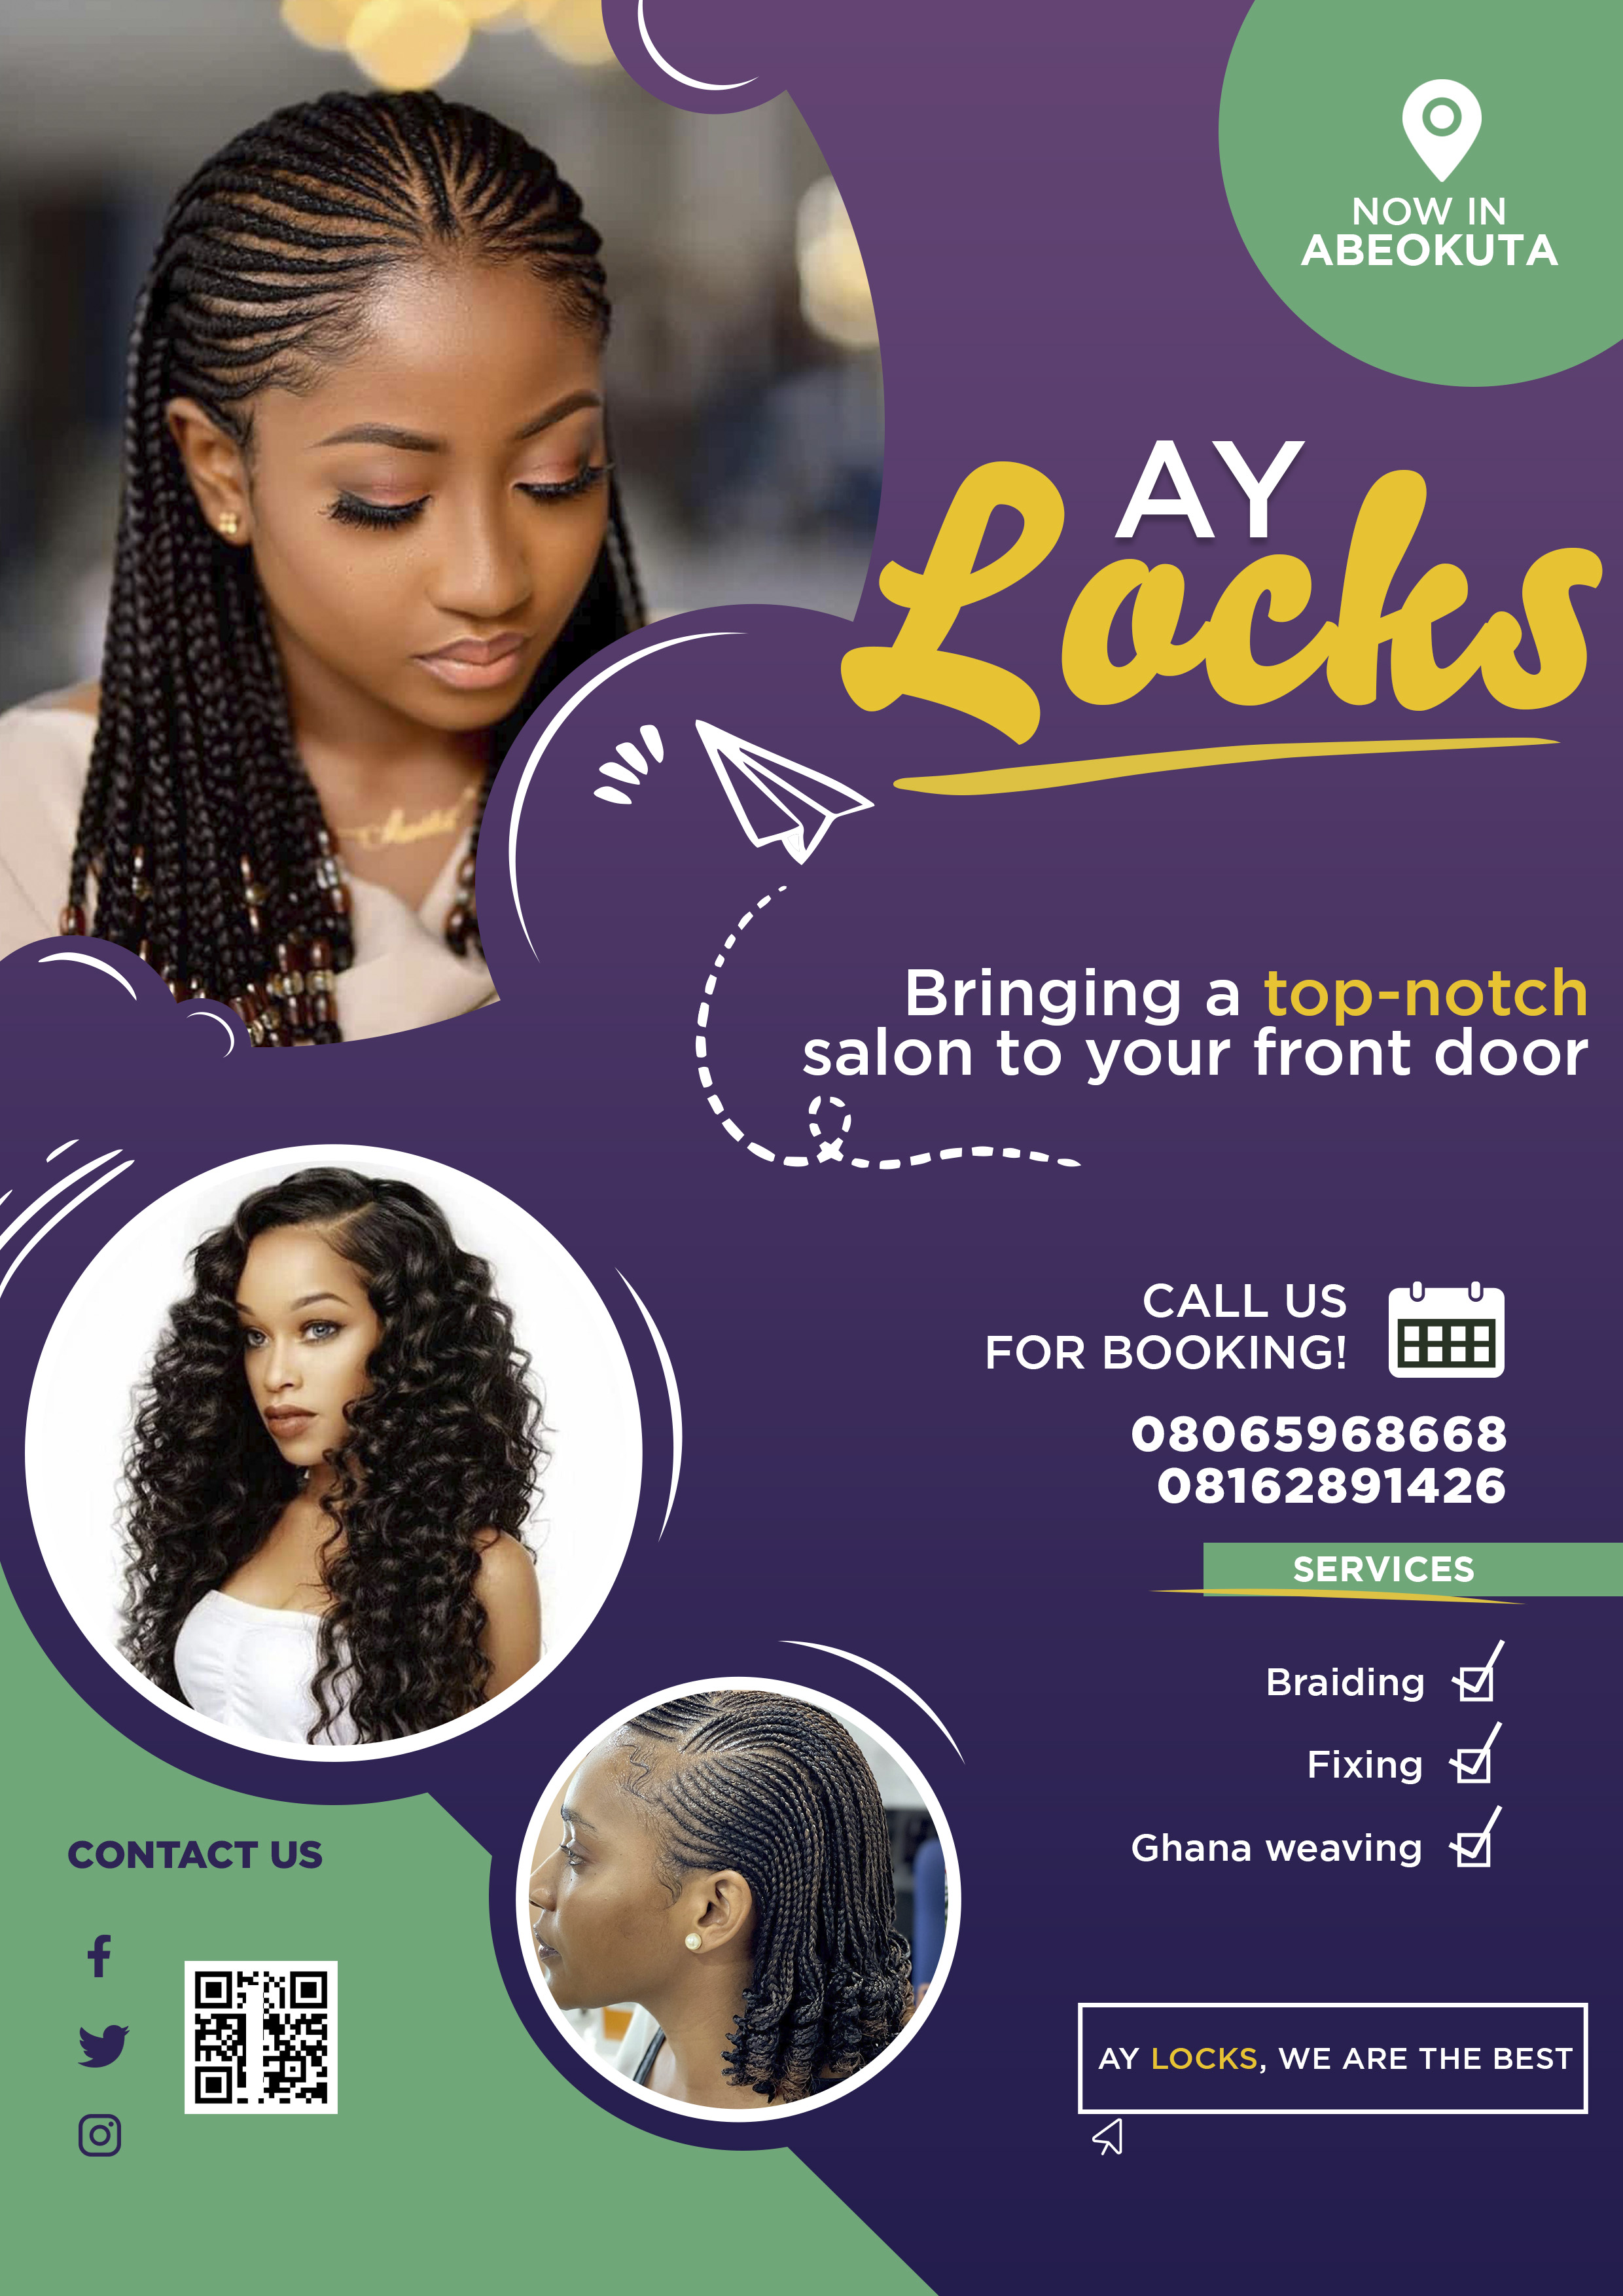 NOW IN
ABEOKUTA
AY
Locks
Bringing a top-notch
salon to your front door
CALL US
FOR BOOKING!
08065968668
08162891426
SERVICES
Braiding
Fixing
Ghana weaving
CONTACT US
AY LOCKS, WE ARE THE BEST